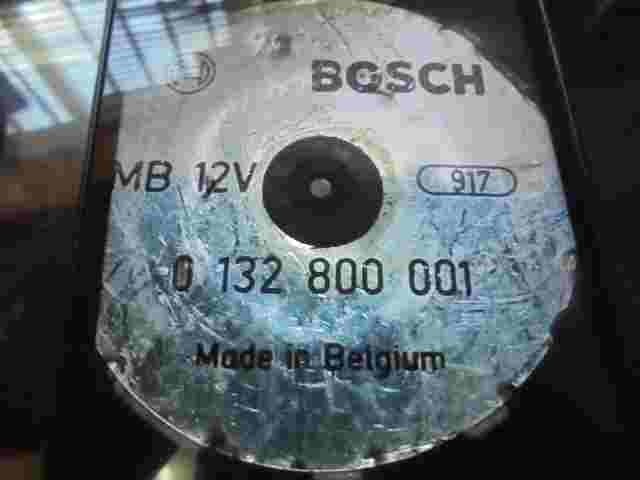 BOSCH
MB 12V 917
0 132 800 001
Made in Belgium